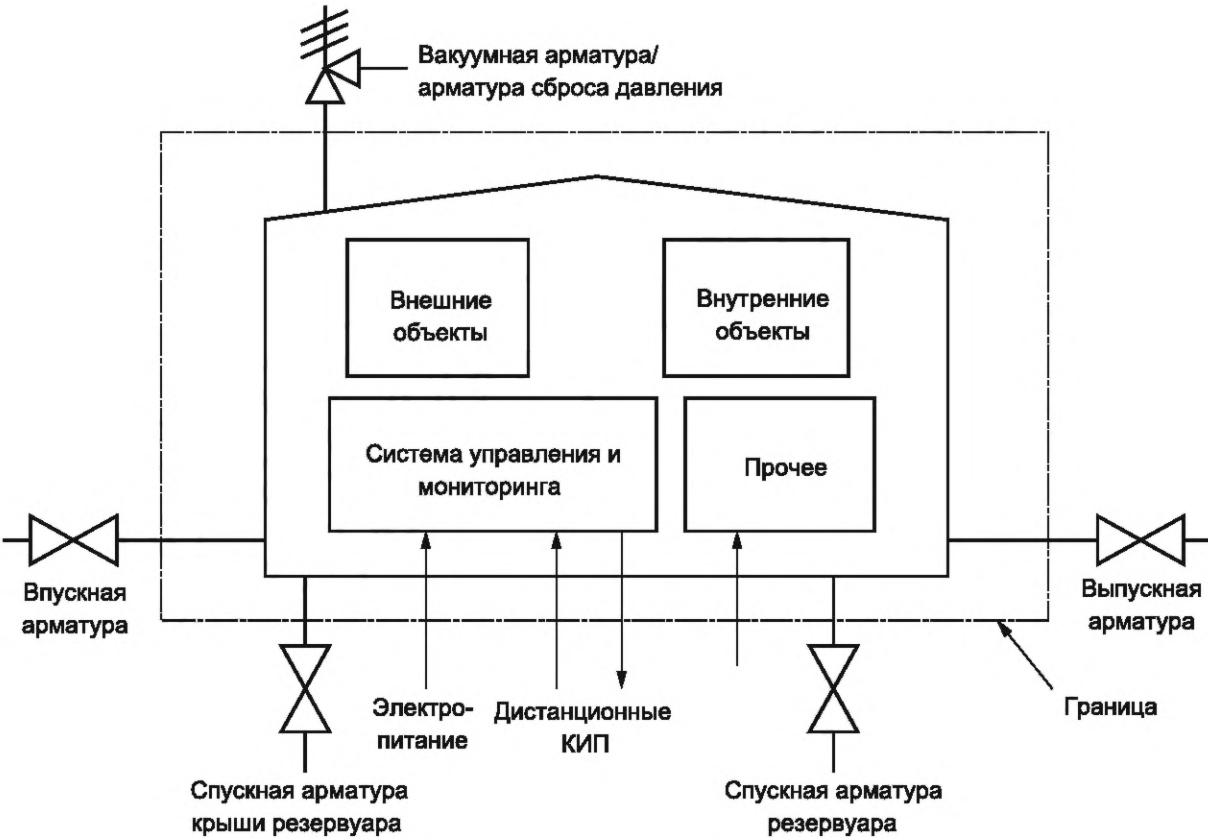 Вакуумная арматура/
арматура сброса давления
Внешние
объекты
Внутренние
объекты
Система управления и
мониторинга
Прочее
Впускная
арматура
Выпускная
арматура
Электро-
питание
Дистанционные
КИП
Граница
Спускная арматура
крыши резервуара
Спускная арматура
резервуара